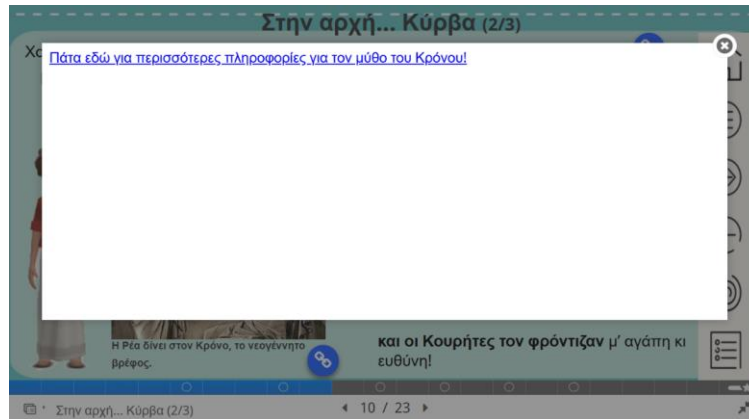 Στην αρχή... Κύρβα (2/3)
Χα
Πάτα εδώ για περισσότερες πληροφορίες για τον μύθο του Κρόνου!
Η Ρέα δίνει στον Κρόνο, το νεογέννητο
βρέφος.
και οι Κουρήτες τον φρόντιζαν μ' αγάπη κι
ευθύνη!
Στην αρχή... Κύρβα (2/3)
10 / 23